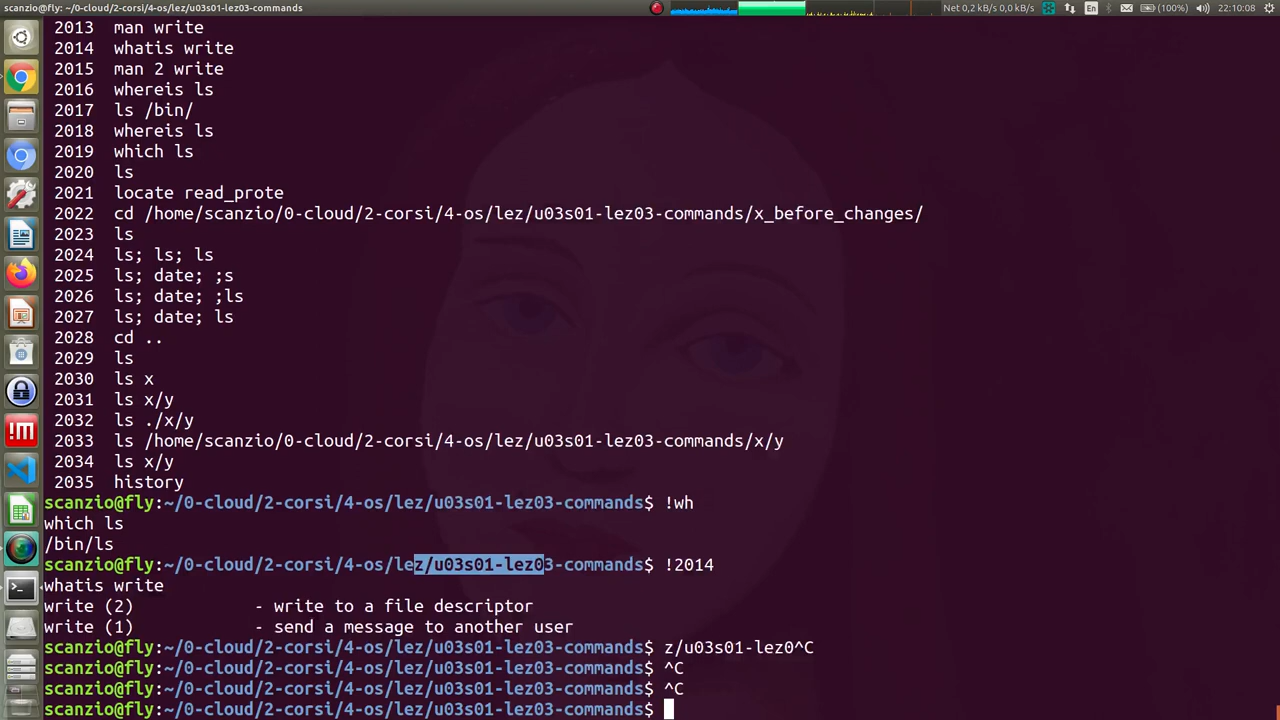 scanzio@fly: ~/0-cloud/2-corsi/4-os/lez/u03s01-lez03-commands
Net 0,2 kB/s 0,0 kB/s
En
(100%)
22:10:08
2013 man write
2014 whatis write
2015 man 2 write
2016 whereis ls
2017 ls /bin/
2018 whereis ls
2019 which ls
2020 ls
2021 locate read_prote
2022 cd /home/scanzio/0-cloud/2-corsi/4-os/lez/u03s01-lez03-commands/x_before_changes/
2023 ls
2024 ls; ls; ls
2025 ls; date; ;s
2026 ls; date; ;ls
2027 ls; date; ls
2028 cd ..
2029 ls
2030 ls x
2031 ls x/y
2032 ls ./x/y
2033 ls /home/scanzio/0-cloud/2-corsi/4-os/lez/u03s01-lez03-commands/x/y
2034 ls x/y
2035 history
scanzio@fly:~/0-cloud/2-corsi/4-os/lez/u03s01-lez03-commands$ !wh
which ls
/bin/ls
scanzio@fly:~/0-cloud/2-corsi/4-os/lez/u03s01-lez03-commands$ !2014
whatis write
write (2) - write to a file descriptor
write (1) - send a message to another user
scanzio@fly:~/0-cloud/2-corsi/4-os/lez/u03s01-lez03-commands$ z/u03s01-lez0^C
scanzio@fly:~/0-cloud/2-corsi/4-os/lez/u03s01-lez03-commands$ ^C
scanzio@fly:~/0-cloud/2-corsi/4-os/lez/u03s01-lez03-commands$ ^C
scanzio@fly:~/0-cloud/2-corsi/4-os/lez/u03s01-lez03-commands$